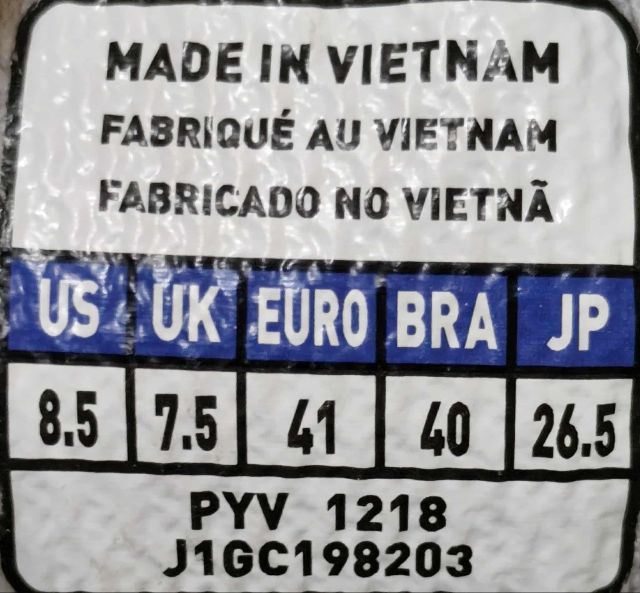 MADE IN VIETNAM
FABRIQUÉ AU VIETNAM
FABRICADO NO VIETNÃ
US UK EURO BRA JP
8.5 7.5 41 40 26.5
PYV 1218
J1GC198203